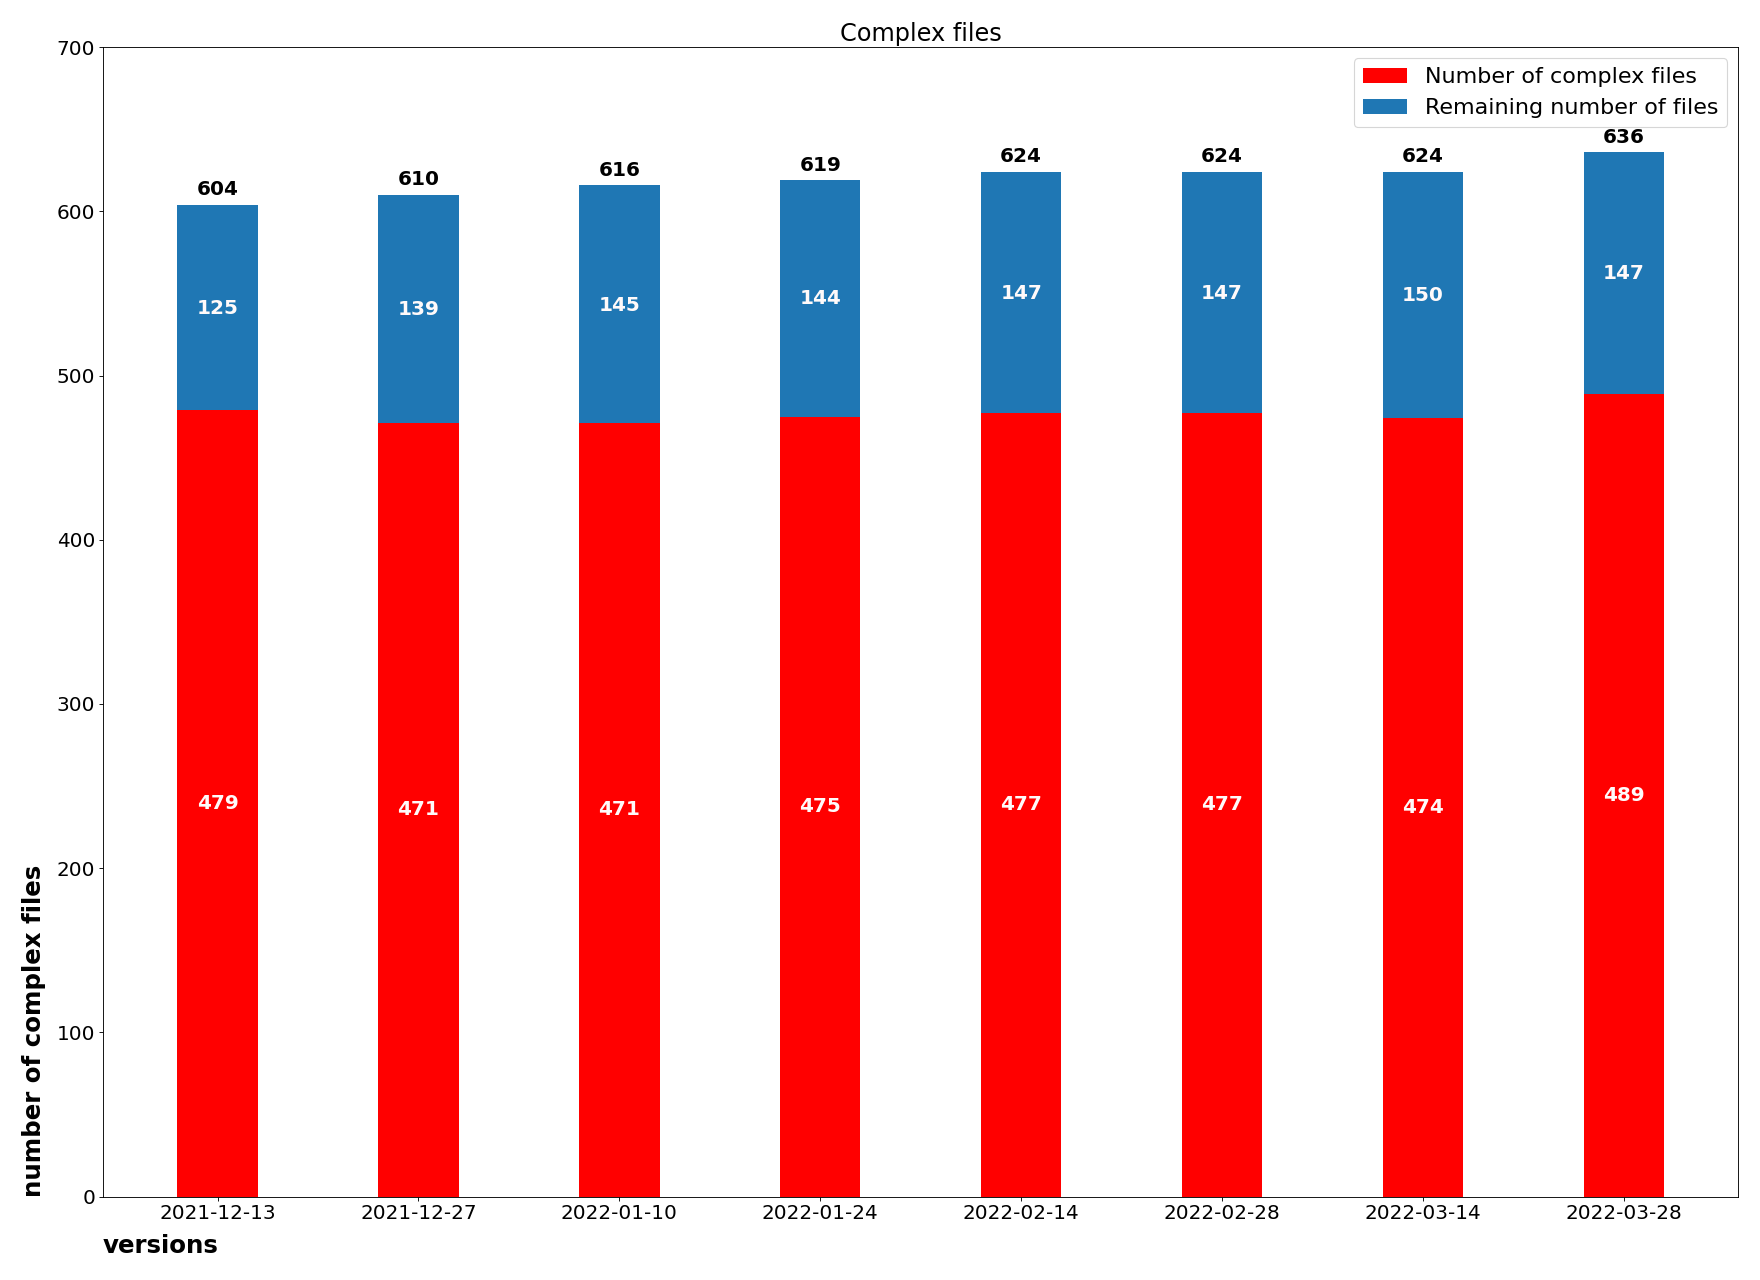 Complex files
700
Number of complex files
Remaining number of files
604 610 616 619 624 624 624 636
600
125 139 145 144 147 147 150 147
500
400
300
479 471 471 475 477 477 474 489
200
100
0
number of complex files
2021-12-13 2021-12-27 2022-01-10 2022-01-24 2022-02-14 2022-02-28 2022-03-14 2022-03-28
versions